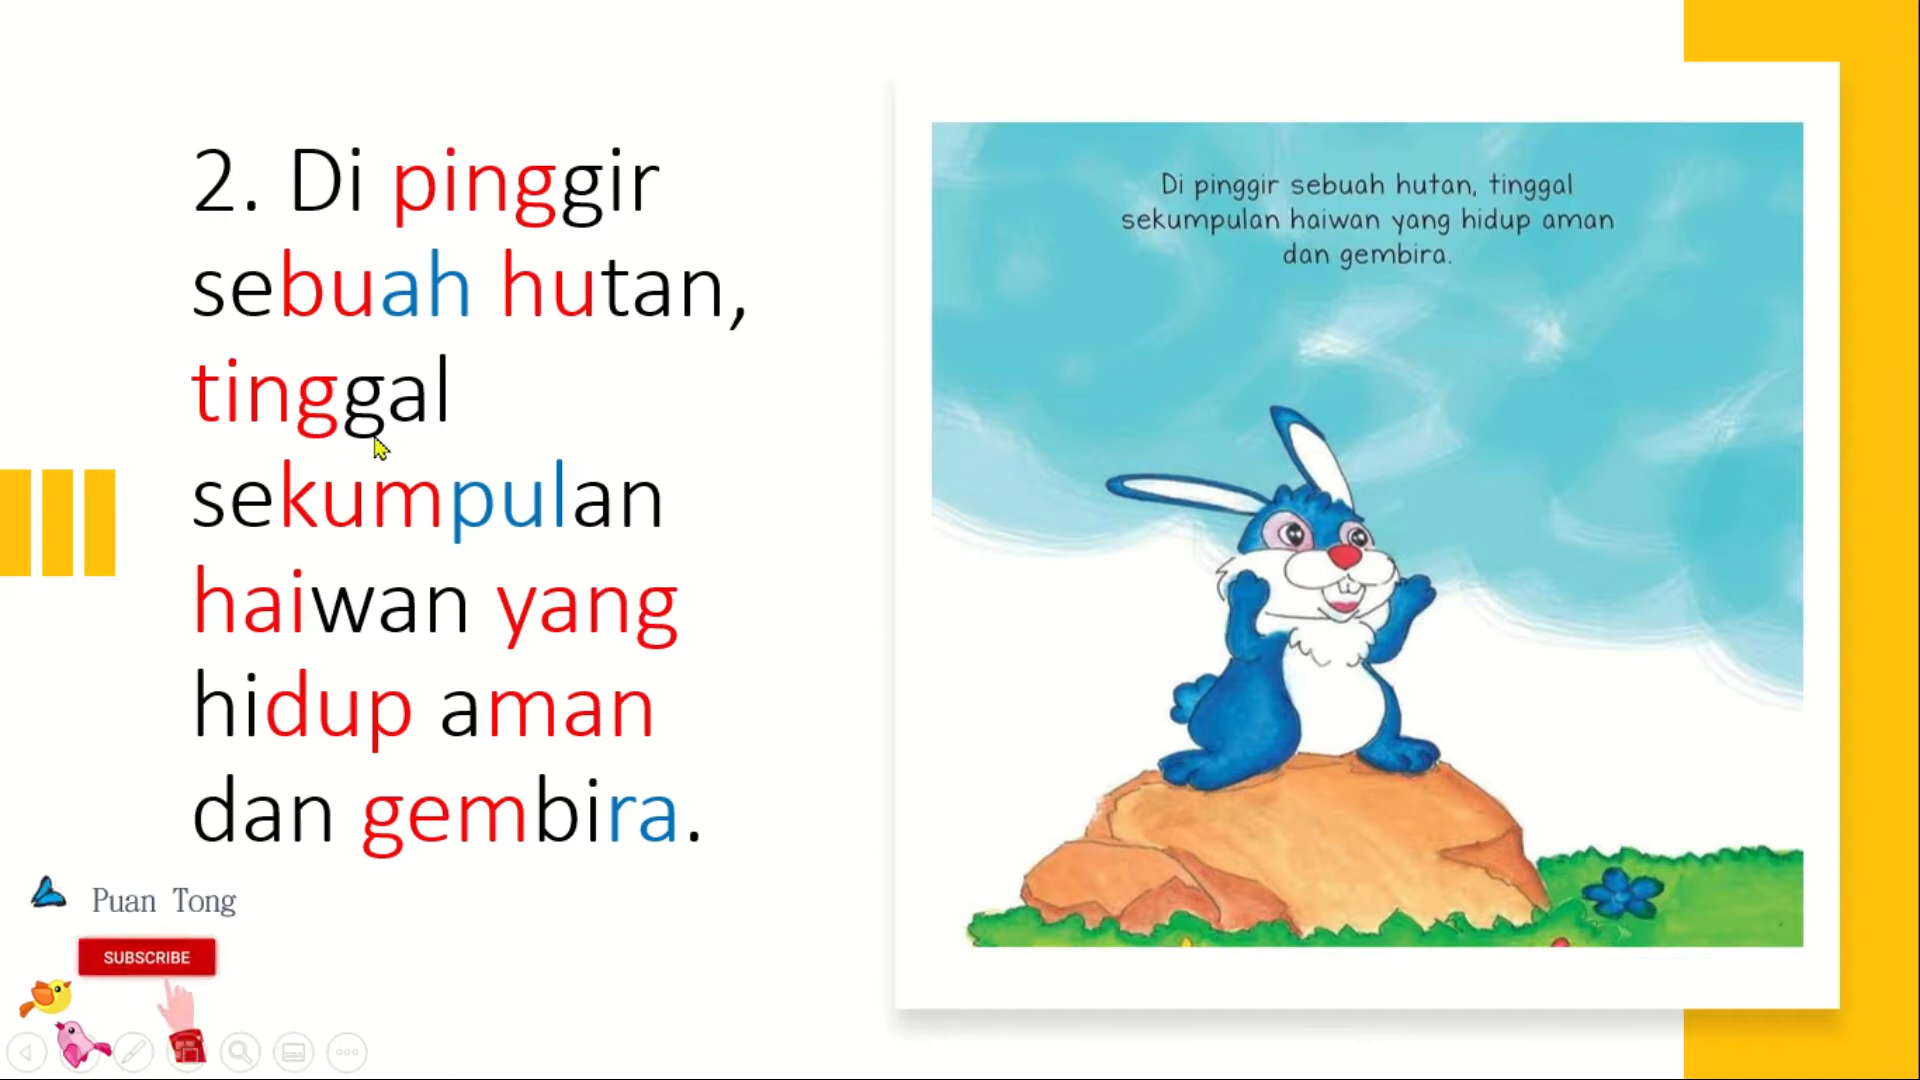 2. Di pinggir
sebuah hutan,
tinggal
sekumpulan
haiwan yang
hidup aman
dan gembira.
Di pinggir sebuah hutan, tinggal
sekumpulan haiwan yang hidup aman
dan gembira.
Puan Tong
SUBSCRIBE